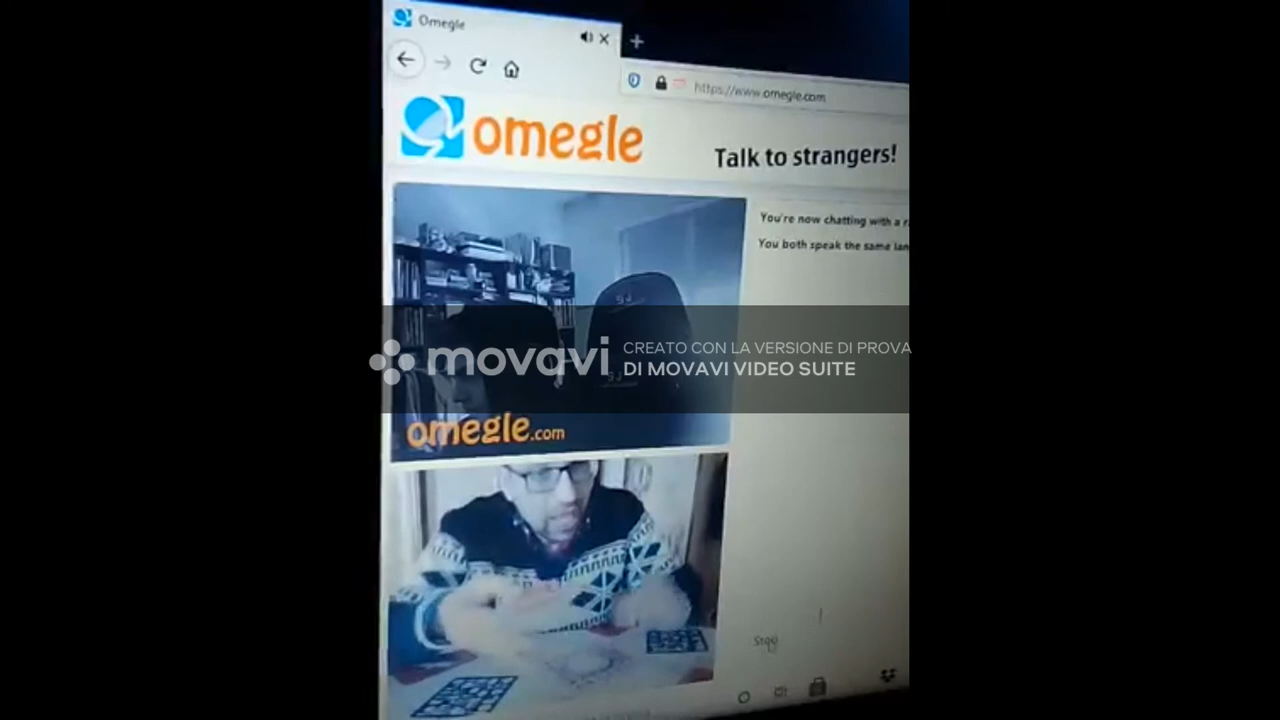 Omegle
https://www.omegle.com
omegle
Talk to strangers!
You're now chatting with a
You both speak the same
movavi
CREATO CON LA VERSIONE DI PROVA
DI MOVAVI VIDEO SUITE
omegle.com
Stop